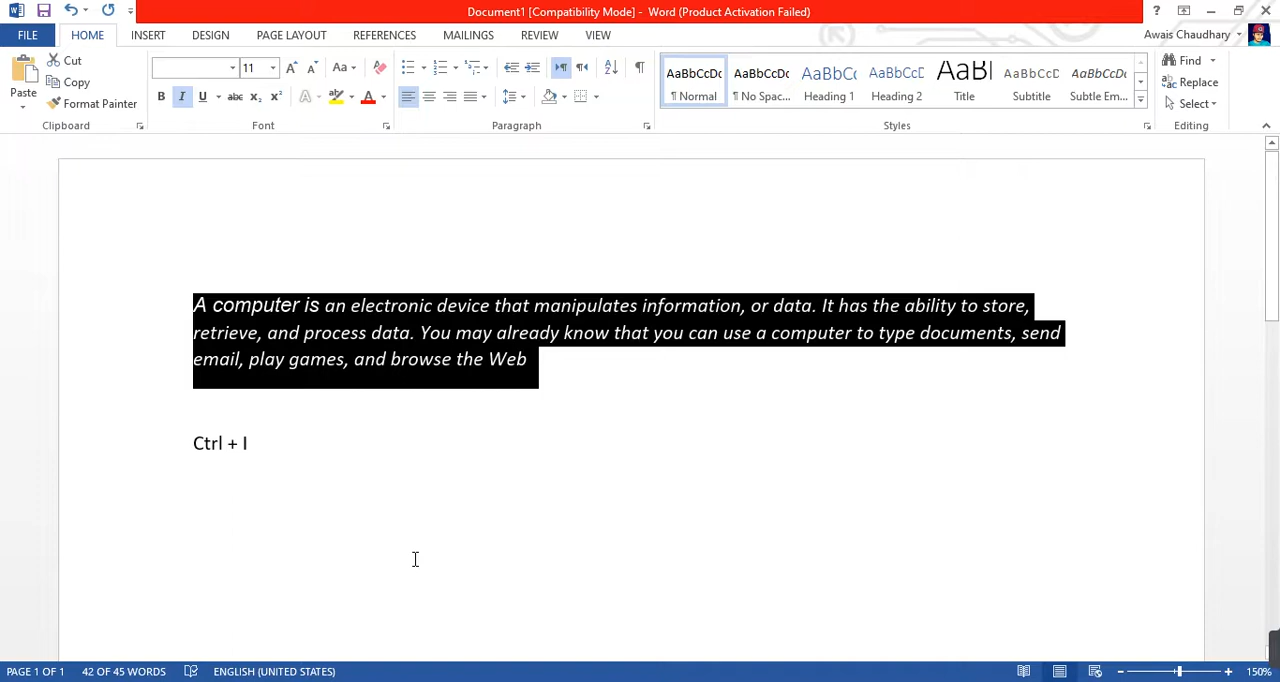 Document1 [Compatibility Mode] - Word (Product Activation Failed)
?
FILE HOME INSERT DESIGN PAGE LAYOUT REFERENCES MAILINGS REVIEW VIEW
Awais Chaudhary
Paste
Cut
Copy
Format Painter
Clipboard
11
Aa
B I U abc X₂ X²
A A
Font
Paragraph
AaBbCcDc AaBbCcDc AaBbCc AaBbCcD AaBl AaBbCcD AaBbCcDc
¶ Normal ¶ No Spac... Heading 1 Heading 2 Title Subtitle Subtle Em...
Styles
Find
Replace
Select
Editing
A computer is an electronic device that manipulates information, or data. It has the ability to store,
retrieve, and process data. You may already know that you can use a computer to type documents, send
email, play games, and browse the Web
Ctrl + I
PAGE 1 OF 1 42 OF 45 WORDS ENGLISH (UNITED STATES) 150%